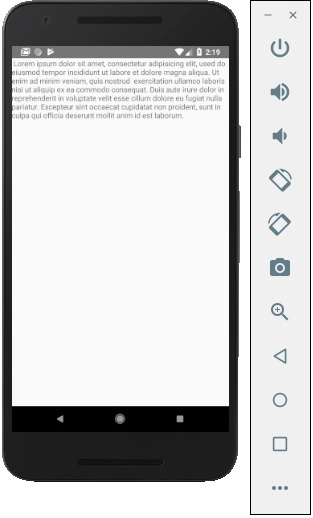 2:19
Lorem ipsum dolor sit amet, consectetur adipisicing elit, used do
eiusmod tempor incididunt ut labore et dolore magna aliqua. Ut
enim ad minim veniam, quis nostrud exercitation ullamco laboris
nisi ut aliquip ex ea commodo consequat. Duis aute irure dolor in
reprehenderit in voluptate velit esse cillum dolore eu fugiat nulla
pariatur. Excepteur sint occaecat cupidatat non proident, sunt in
culpa qui officia deserunt mollit anim id est laborum.